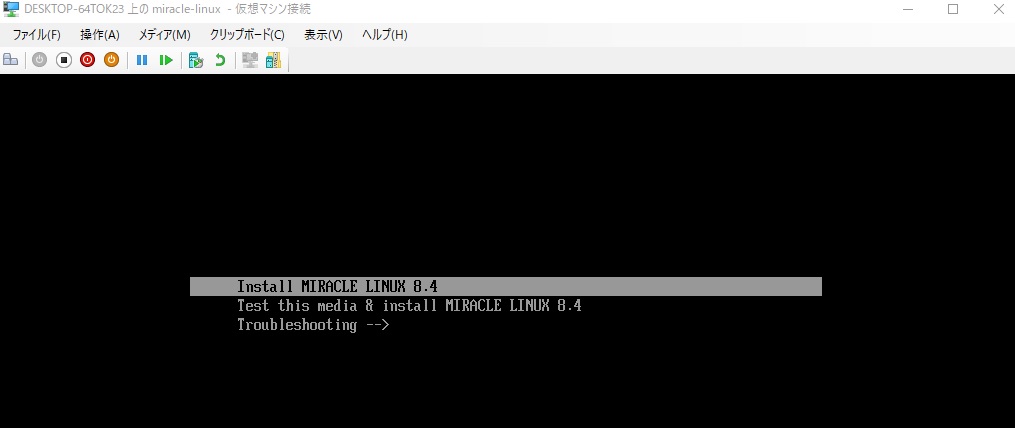 DESKTOP-64TOK23 上の miracle-linux - 仮想マシン接続
ファイル(F) 操作(A) メディア(M) クリップボード(C) 表示(V) ヘルプ(H)
Install MIRACLE LINUX 8.4
Test this media & install MIRACLE LINUX 8.4
Troubleshooting -->